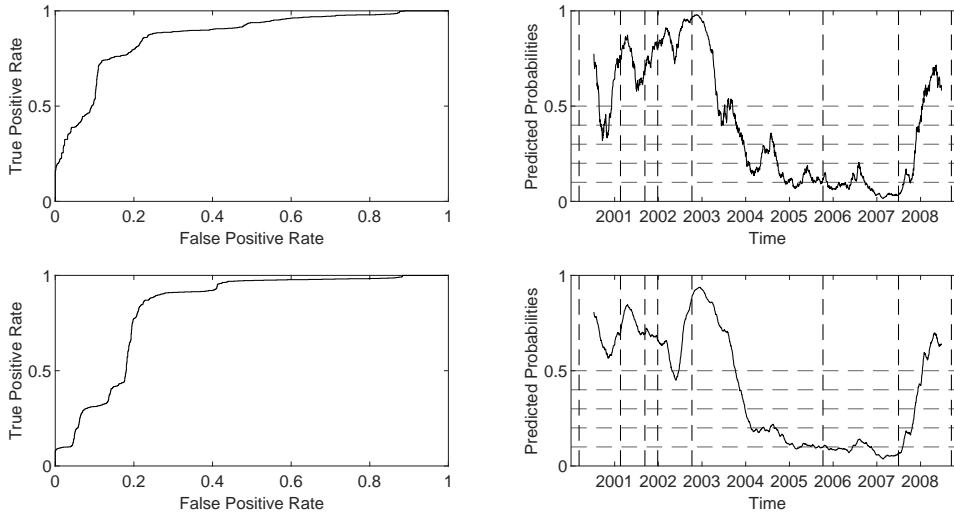 1
0.5
0
True Positive Rate
0 0.2 0.4 0.6 0.8 1
False Positive Rate
1
0.5
0
Predicted Probabilities
2001 2002 2003 2004 2005 2006 2007 2008
Time
1
0.5
0
True Positive Rate
0 0.2 0.4 0.6 0.8 1
False Positive Rate
1
0.5
0
Predicted Probabilities
2001 2002 2003 2004 2005 2006 2007 2008
Time